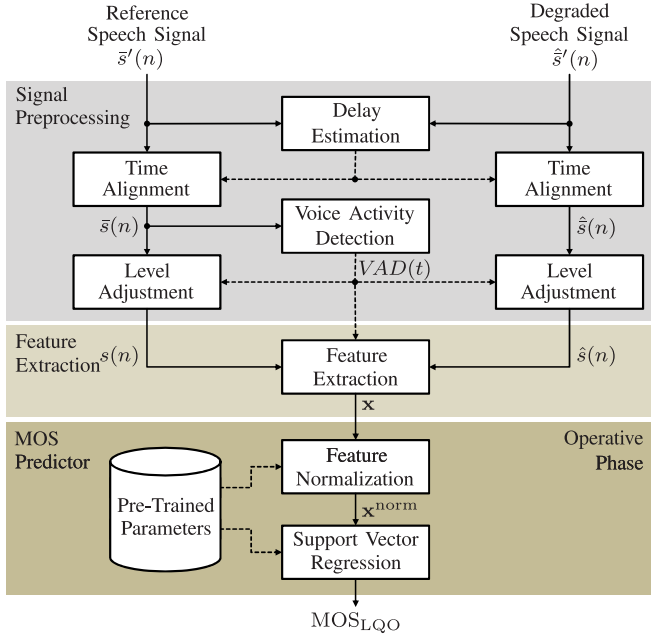 Reference
Speech Signal
s̄′(n)
Degraded
Speech Signal
ŝ̄′(n)
Signal
Preprocessing
Delay
Estimation
Time
Alignment
Time
Alignment
s̄(n)
Voice Activity
Detection
ŝ̄(n)
Level
Adjustment
VAD(t)
Level
Adjustment
Feature
Extraction
s(n)
Feature
Extraction
ŝ(n)
x
MOS
Predictor
Operative
Phase
Feature
Normalization
Pre-Trained
Parameters
x^norm
Support Vector
Regression
MOS_LQO